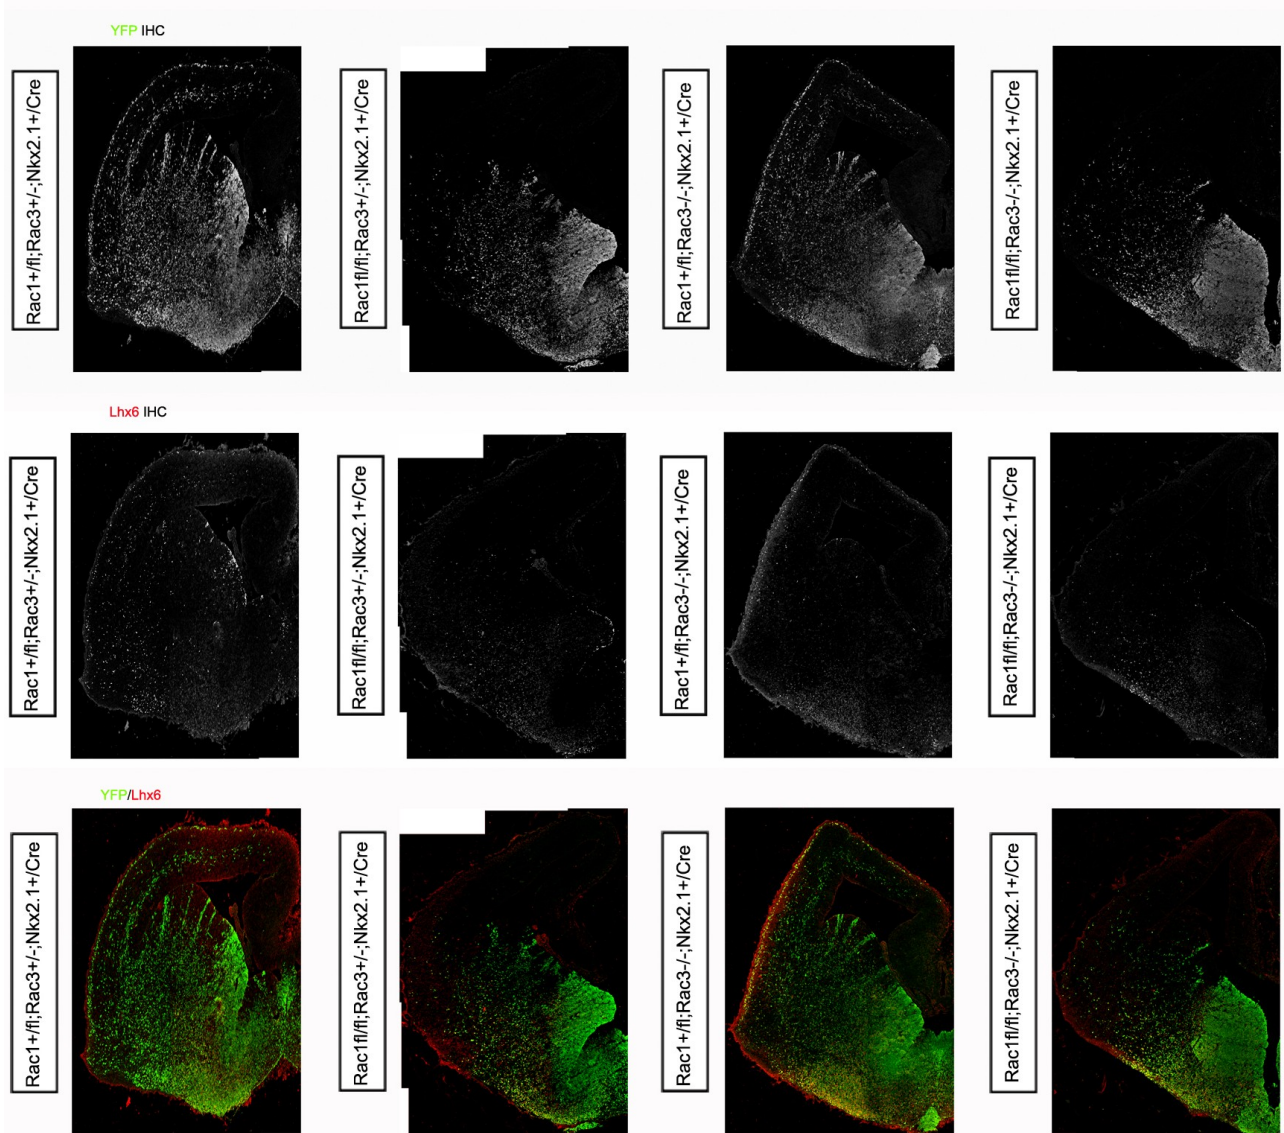 YFP IHC
Rac1+/fl;Rac3+/-;Nkx2.1+/Cre
Rac1fl/fl;Rac3+/-;Nkx2.1+/Cre
Rac1+/fl;Rac3-/-;Nkx2.1+/Cre
Rac1fl/fl;Rac3-/-;Nkx2.1+/Cre
Lhx6 IHC
Rac1+/fl;Rac3+/-;Nkx2.1+/Cre
Rac1fl/fl;Rac3+/-;Nkx2.1+/Cre
Rac1+/fl;Rac3-/-;Nkx2.1+/Cre
Rac1fl/fl;Rac3-/-;Nkx2.1+/Cre
YFP/Lhx6
Rac1+/fl;Rac3+/-;Nkx2.1+/Cre
Rac1fl/fl;Rac3+/-;Nkx2.1+/Cre
Rac1+/fl;Rac3-/-;Nkx2.1+/Cre
Rac1fl/fl;Rac3-/-;Nkx2.1+/Cre